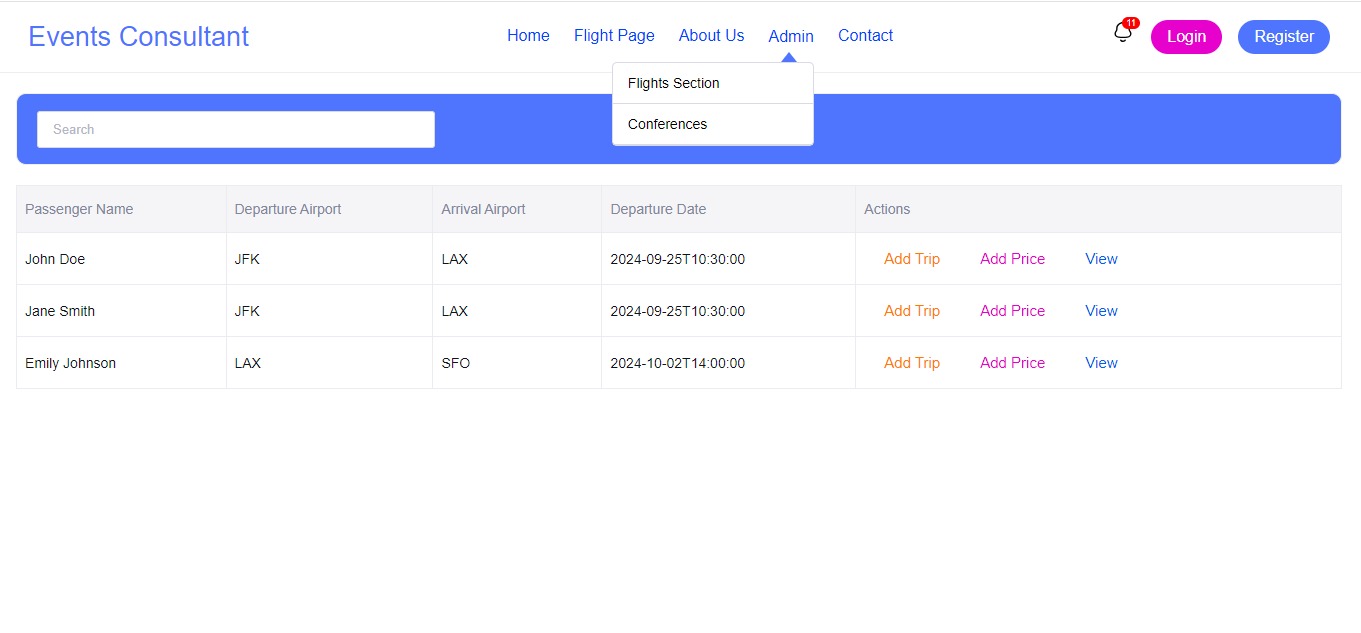 Events Consultant
Home Flight Page About Us Admin Contact
11
Login Register
Flights Section
Conferences
Search
Passenger Name Departure Airport Arrival Airport Departure Date Actions
John Doe JFK LAX 2024-09-25T10:30:00 Add Trip Add Price View
Jane Smith JFK LAX 2024-09-25T10:30:00 Add Trip Add Price View
Emily Johnson LAX SFO 2024-10-02T14:00:00 Add Trip Add Price View